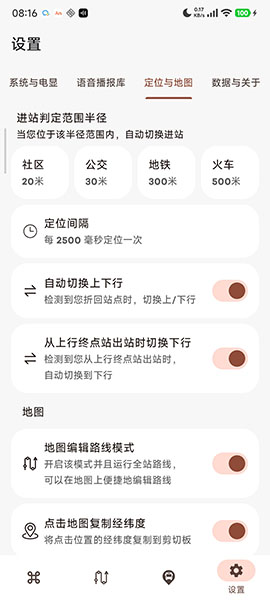 08:16
0.17
KB/s
100
设置
系统与电显 语音播报库 定位与地图 数据与关于
进站判定范围半径
当您位于该半径范围内，自动切换进站
社区 公交 地铁 火车
20米 30米 300米 500米
定位间隔
每 2500 毫秒定位一次
自动切换上下行
检测到您折回站点时，切换上/下行
从上行终点站出站时切换下行
检测到您从上行终点站出站时，
自动切换到下行
地图
地图编辑路线模式
开启该模式并且运行全站路线，
可以在地图上便捷地编辑路线
点击地图复制经纬度
将点击位置的经纬度复制到剪切板
设置